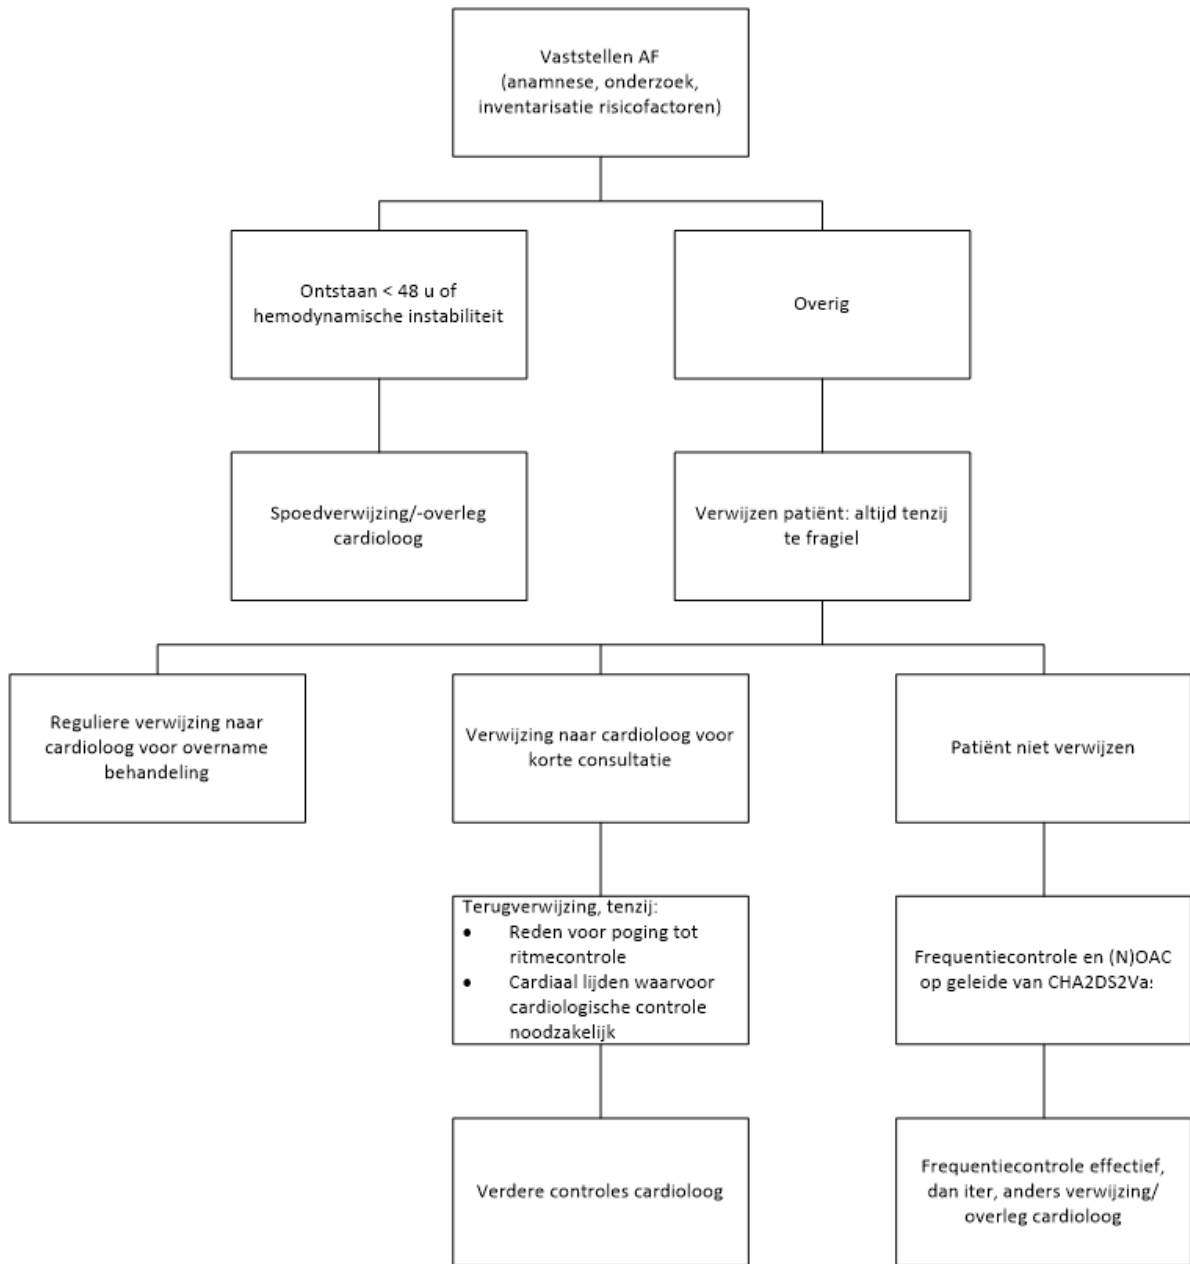 Vaststellen AF
(anamnese, onderzoek,
inventarisatie risicofactoren)
Ontstaan < 48 u of
hemodynamische instabiliteit
Overig
Spoedverwijzing/-overleg
cardioloog
Verwijzen patiënt: altijd tenzij
te fragiel
Reguliere verwijzing naar
cardioloog voor overname
behandeling
Verwijzing naar cardioloog voor
korte consultatie
Patiënt niet verwijzen
Terugverwijzing, tenzij:
• Reden voor poging tot
ritmecontrole
• Cardiaal lijden waarvoor
cardiologische controle
noodzakelijk
Frequentiecontrole en (N)OAC
op geleide van CHA2DS2Va:
Verdere controles cardioloog
Frequentiecontrole effectief,
dan iter, anders verwijzing/
overleg cardioloog